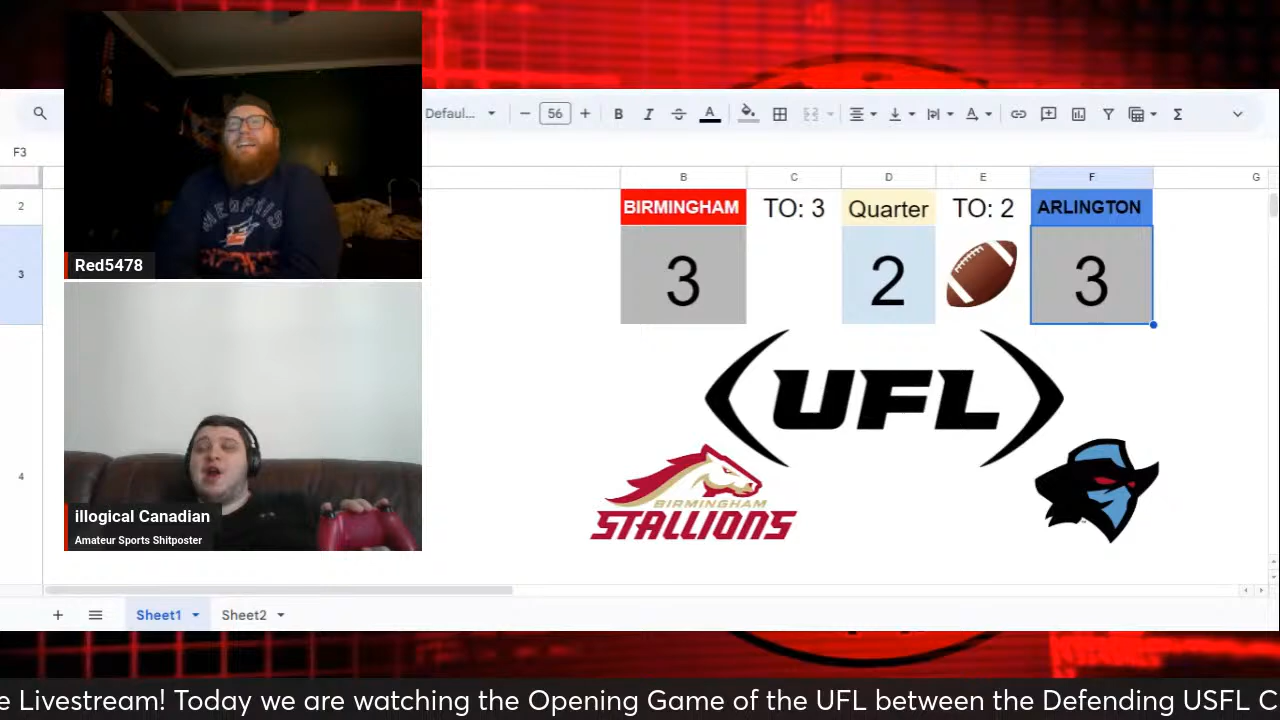 Defaul...
56
B
I
A
A
Σ
F3
B
C
D
E
F
G
2
BIRMINGHAM
TO: 3
Quarter
TO: 2
ARLINGTON
3
3
2
3
MEMPHIS
Red5478
UFL
4
BIRMINGHAM
STALLIONS
illogical Canadian
Amateur Sports Shitposter
+
Sheet1
Sheet2
e Livestream! Today we are watching the Opening Game of the UFL between the Defending USFL C